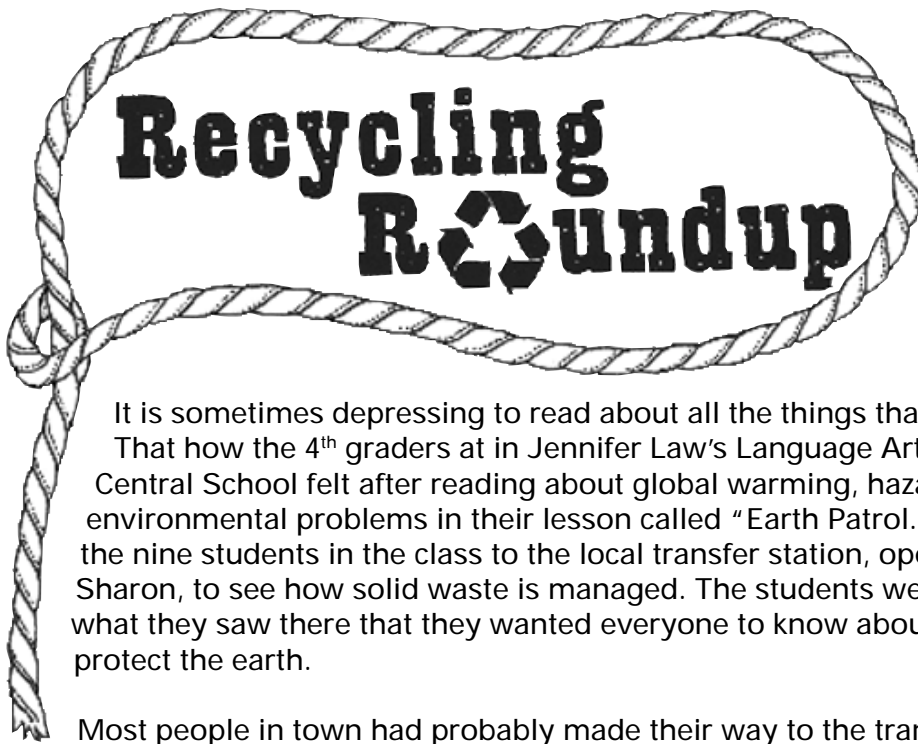 Recycling
Roundup
It is sometimes depressing to read about all the things tha
That how the 4th graders at in Jennifer Law's Language Art
Central School felt after reading about global warming, haza
environmental problems in their lesson called “Earth Patrol.
the nine students in the class to the local transfer station, ope
Sharon, to see how solid waste is managed. The students we
what they saw there that they wanted everyone to know abou
protect the earth.
Most people in town had probably made their way to the tran